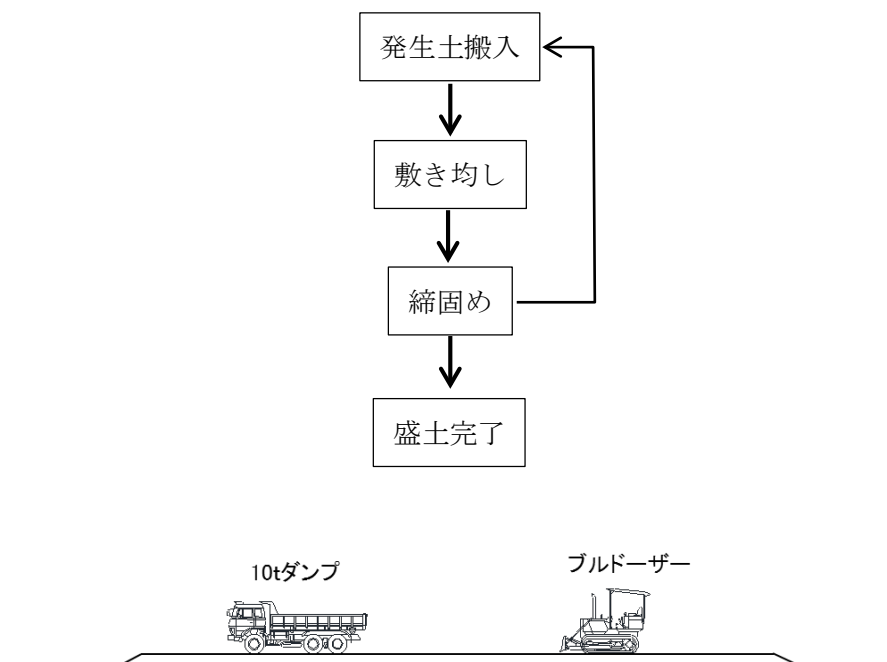 発生土搬入
敷き均し
締固め
盛土完了
10tダンプ
ブルドーザー